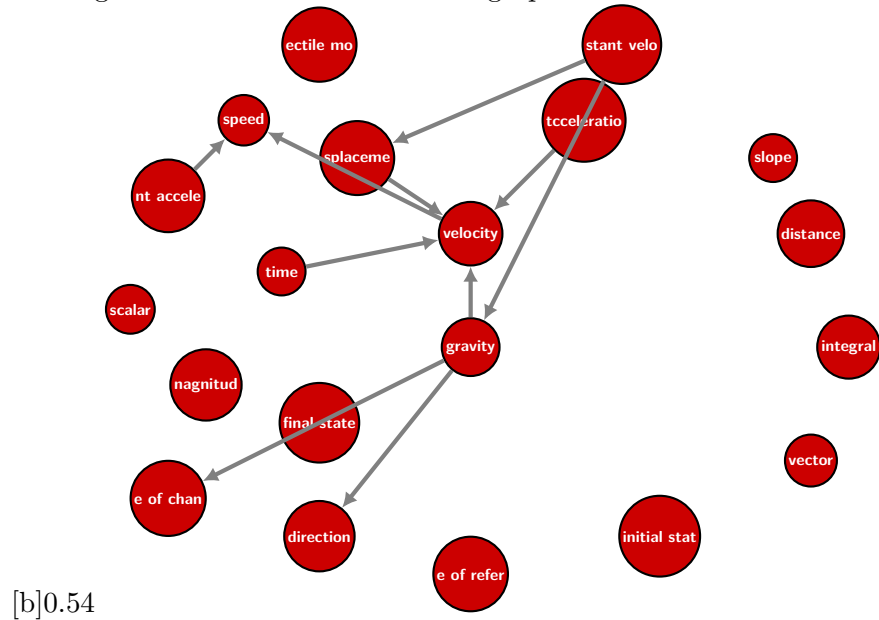 ectile mo
stant velo
speed
tcceleratio
splaceme
slope
nt accele
velocity
distance
time
scalar
gravity
integral
nagnitud
final state
vector
e of chan
direction
initial stat
e of refer
[b]0.54